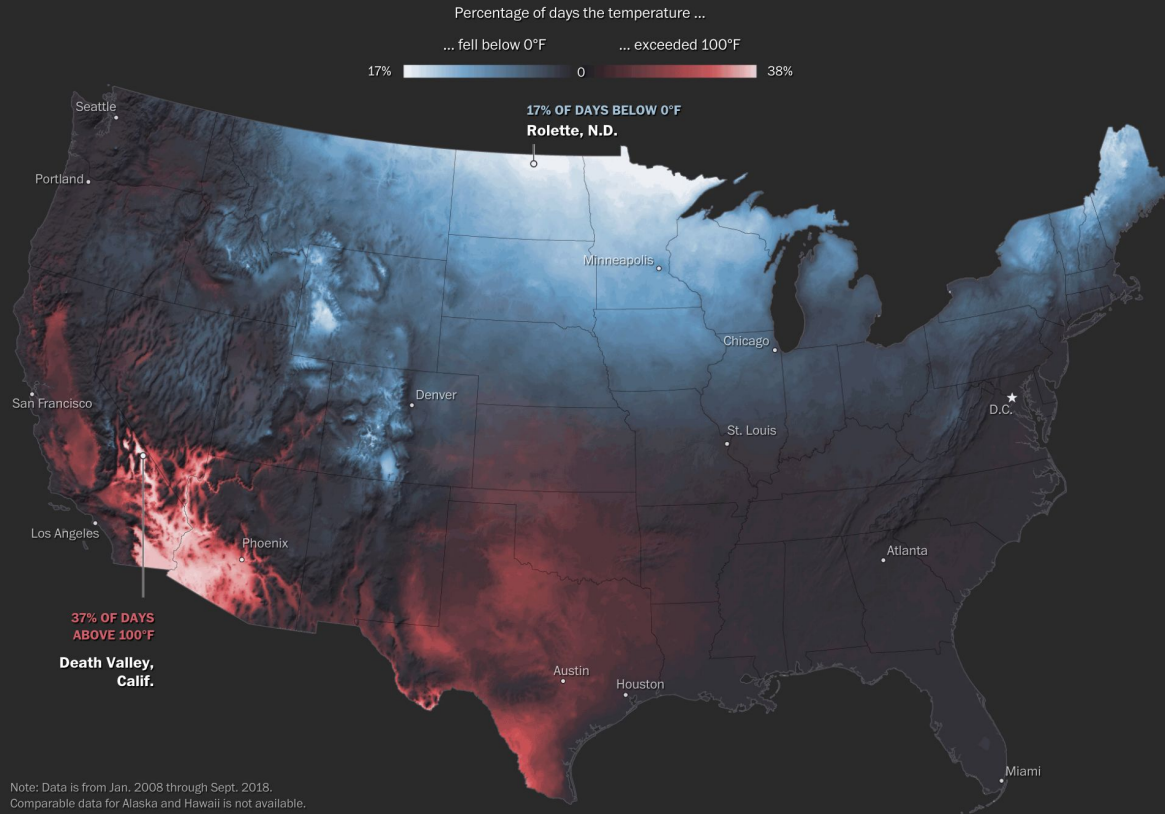 Percentage of days the temperature ...
... fell below 0°F
... exceeded 100°F
17%
0
38%
17% OF DAYS BELOW 0°F
Rolette, N.D.
Seattle
Portland
Minneapolis
Chicago
San Francisco
Denver
D.C.
St. Louis
Los Angeles
Phoenix
Atlanta
37% OF DAYS
ABOVE 100°F
Death Valley,
Calif.
Austin
Houston
Miami
Note: Data is from Jan. 2008 through Sept. 2018.
Comparable data for Alaska and Hawaii is not available.